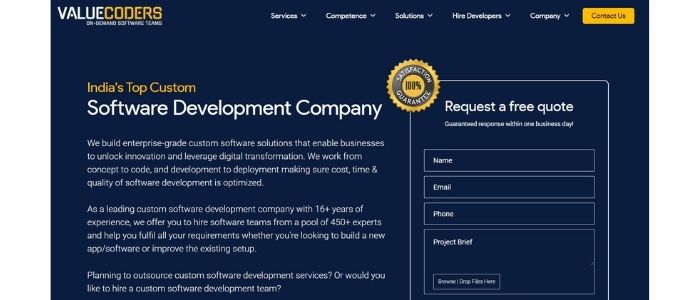 VALUECODERS
ON-DEMAND SOFTWARE TEAMS
Services
Competence
Solutions
Hire Developers
Company
Contact Us
India's Top Custom
Software Development Company
We build enterprise-grade custom software solutions that enable businesses
to unlock innovation and leverage digital transformation. We work from
concept to code, and development to deployment making sure cost, time &
quality of software development is optimized.
As a leading custom software development company with 16+ years of
experience, we offer you to hire software teams from a pool of 450+ experts
and help you fulfil all your requirements whether you're looking to build a new
app/software or improve the existing setup.
Planning to outsource custom software development services? Or would you
like to hire a custom software development team?
SATISFACTION
100%
GUARANTEE
Request a free quote
Guaranteed response within one business day!
Name
Email
Phone
Project Brief
Browse | Drop Files Here